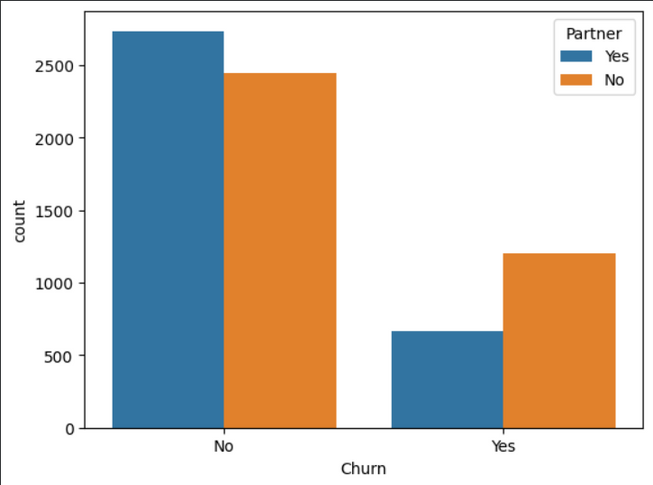 Partner
Yes
No
2500
2000
1500
1000
500
0
count
No
Yes
Churn